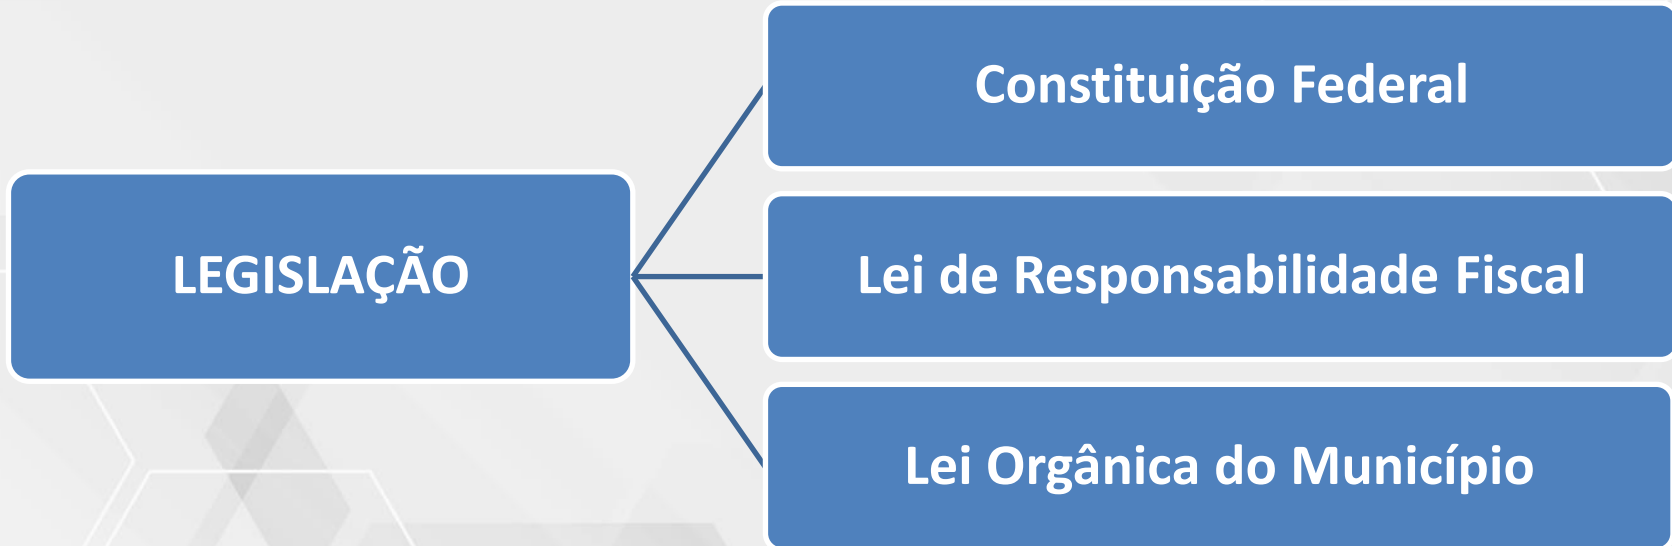 LEGISLAÇÃO
Constituição Federal
Lei de Responsabilidade Fiscal
Lei Orgânica do Município